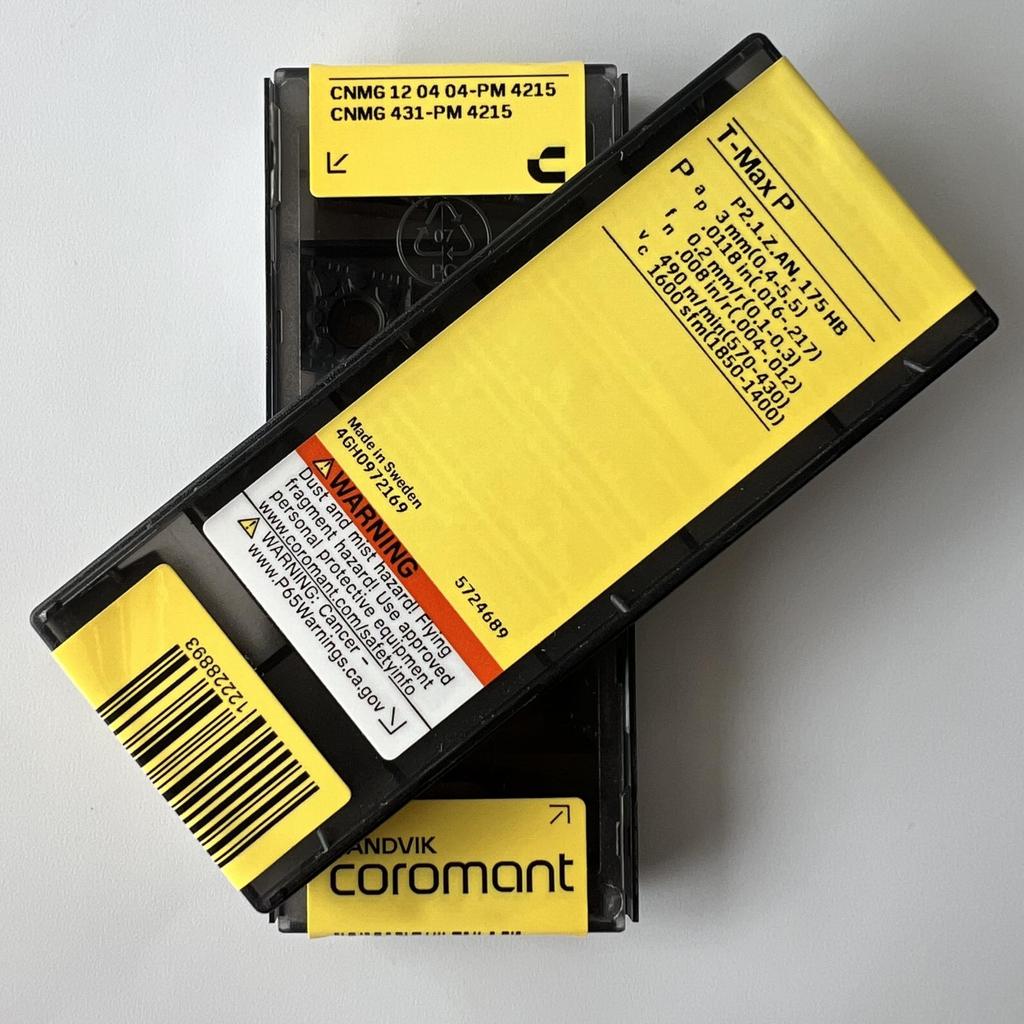 CNMG 12 04 04-PM 4215
CNMG 431-PM 4215
07
T-Max P
P
P2.1.Z.AN, 175 HB
ap 3 mm(0.4-5.5)
.0118 in(.016-.217)
fn 0.2 mm/r(0.1-0.3)
.008 in/r(.004-.012)
vc 490 m/min(570-430)
1600 sfm(1850-1400)
Made in Sweden
4GH0972169
5724689
WARNING
Dust and mist hazard! Flying
fragment hazard! Use approved
personal protective equipment
www.coromant.com/safetyinfo
WARNING: Cancer –
www.P65Warnings.ca.gov
12228893
ANDVIK
coromant